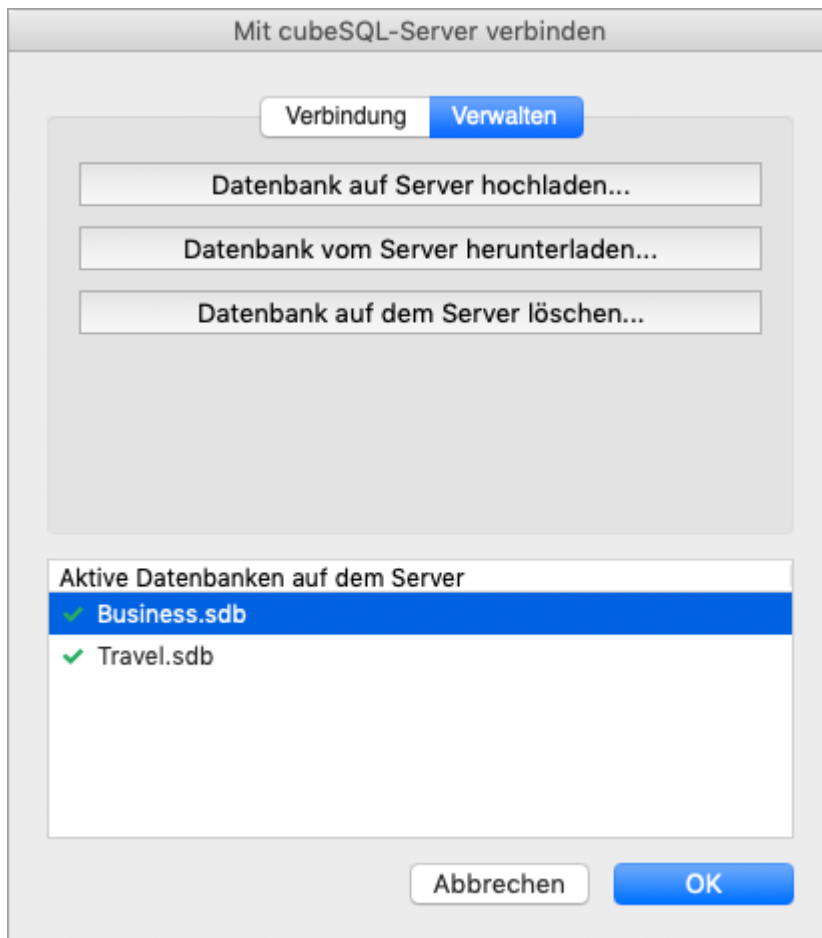 Mit cubeSQL-Server verbinden
Verbindung Verwalten
Datenbank auf Server hochladen...
Datenbank vom Server herunterladen...
Datenbank auf dem Server löschen...
Aktive Datenbanken auf dem Server
Business.sdb
Travel.sdb
Abbrechen OK